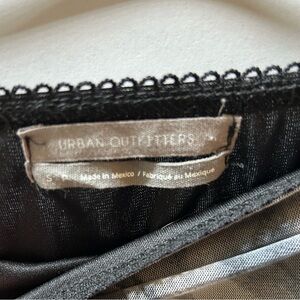 URBAN OUTFITTERS
S Made in Mexico / Fabriqué au Mexique